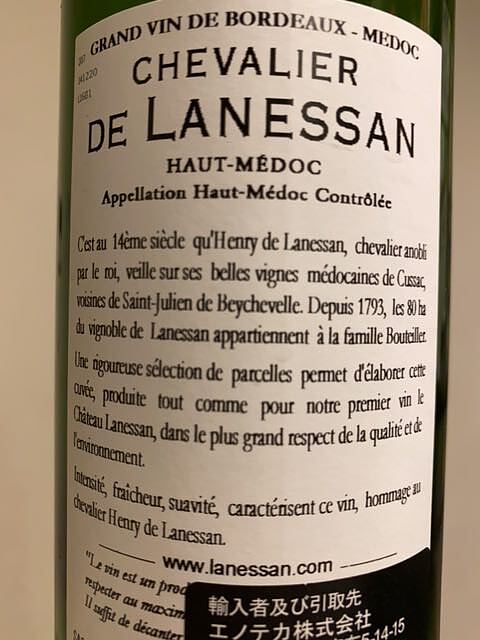 GRAND VIN DE BORDEAUX - MEDOC
CHEVALIER
DE LANESSAN
HAUT-MÉDOC
Appellation Haut-Médoc Contrôlée
C'est au 14ème siècle qu'Henry de Lanessan, chevalier anobli
par le roi, veille sur ses belles vignes médocaines de Cussac,
voisines de Saint-Julien de Beychevelle. Depuis 1793, les 80 ha
du vignoble de Lanessan appartiennent à la famille Bouteiller.
Une rigoureuse sélection de parcelles permet d'élaborer cette
cuvée, produite tout comme pour notre premier vin le
Château Lanessan, dans le plus grand respect de la qualité et de
l'environnement.
Intensité, fraîcheur, suavité, caractérisent ce vin, hommage au
chevalier Henry de Lanessan.
www.lanessan.com
"Le vin est un prod
respecter au maxim
Il suffit de décanter
輸入者及び引取先
エノテカ株式会社
14-15